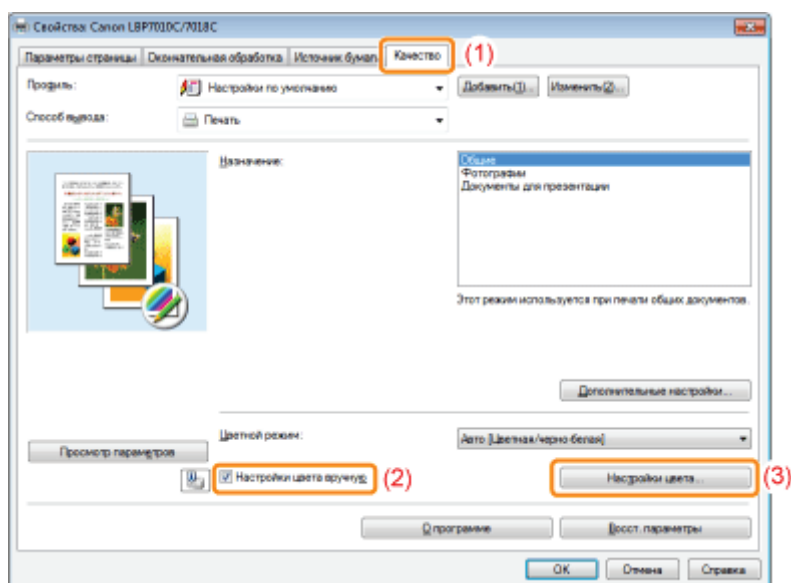 Свойства: Canon LBP7010C/7018C
Параметры страницы Окончательная обработка Источник бумаги Качество (1)
Профиль: Настройки по умолчанию Добавить(1)... Изменить(2)...
Способ вывода: Печать
Назначение: Общие
Фотографии
Документы для презентации
Этот режим используется при печати общих документов.
Дополнительные настройки...
Цветной режим: Авто [Цветная/черно-белая]
Просмотр параметров
Настройки цвета вручную (2) Настройки цвета... (3)
О программе Восст. параметры
OK Отмена Справка